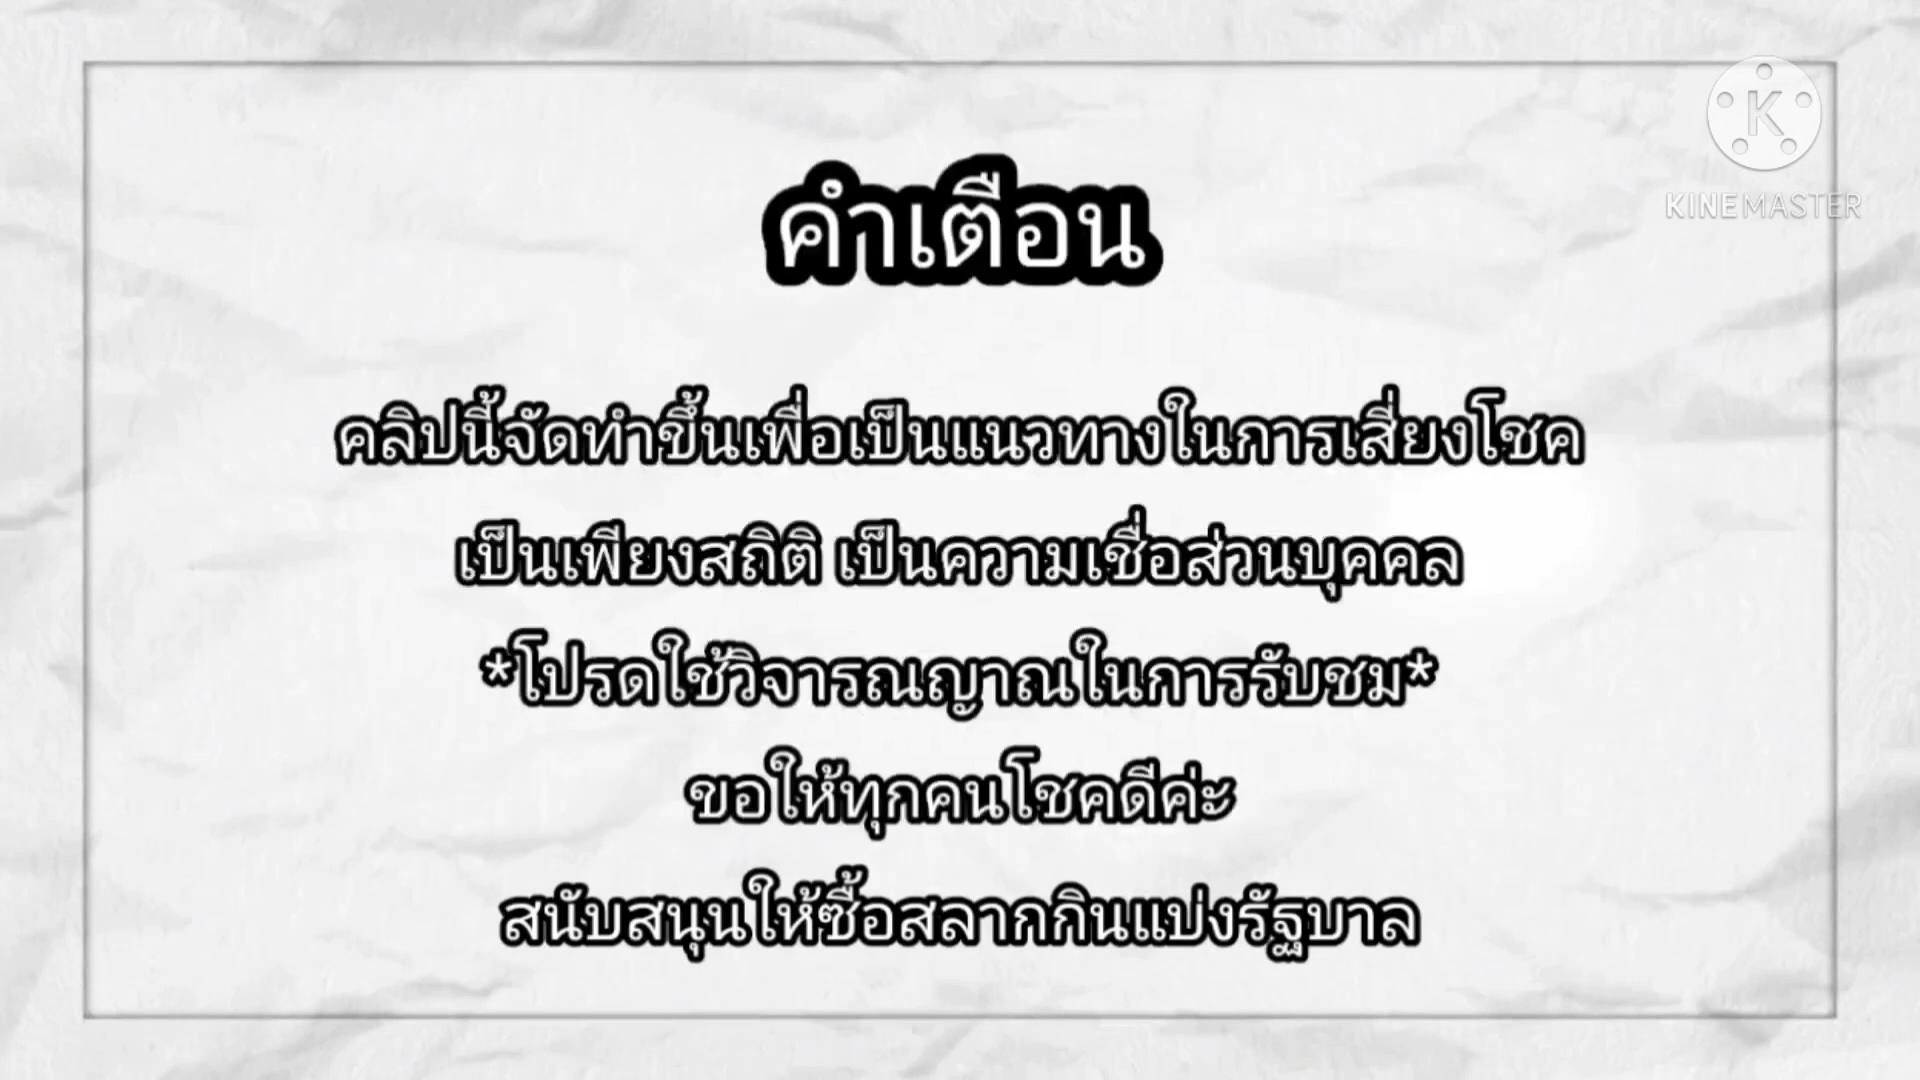 K
KINEMASTER
คำเตือน
คลิปนี้จัดทำขึ้นเพื่อเป็นแนวทางในการเสี่ยงโชค
เป็นเพียงสถิติ เป็นความเชื่อส่วนบุคคล
*โปรดใช้วิจารณญาณในการรับชม*
ขอให้ทุกคนโชคดีค่ะ
สนับสนุนให้ซื้อสลากกินแบ่งรัฐบาล